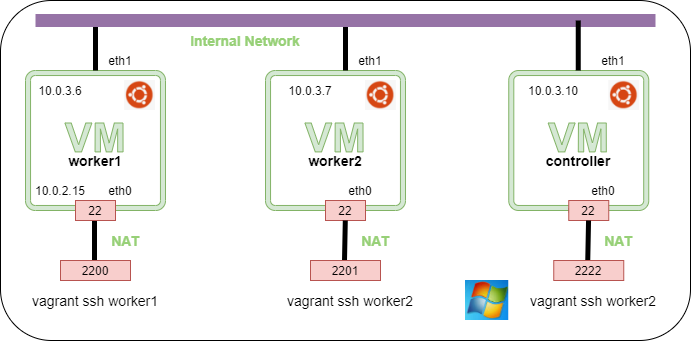 Internal Network
eth1
eth1
eth1
10.0.3.6
10.0.3.7
10.0.3.10
VM
VM
VM
worker1
worker2
controller
10.0.2.15
eth0
eth0
eth0
22
22
22
NAT
NAT
NAT
2200
2201
2222
vagrant ssh worker1
vagrant ssh worker2
vagrant ssh worker2